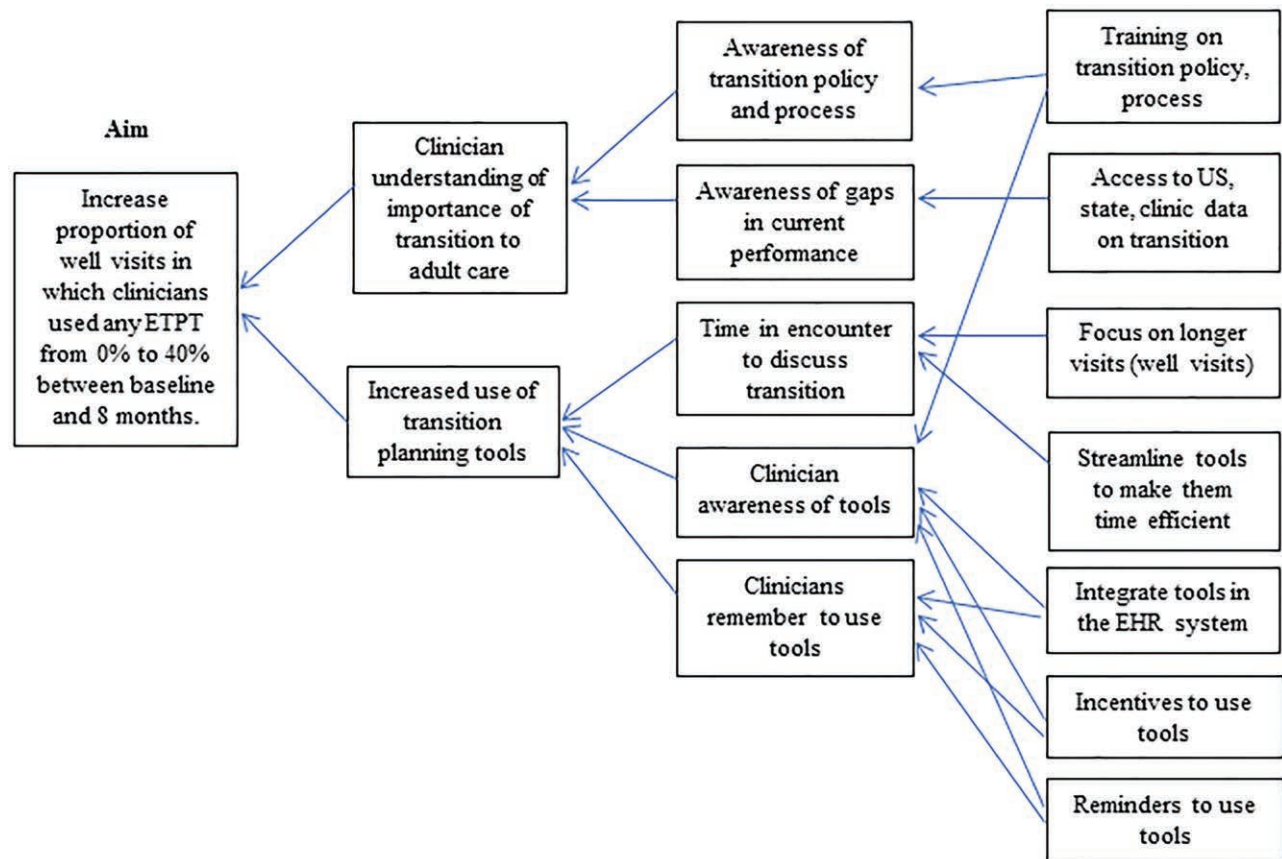 Aim
Increase
proportion of
well visits in
which clinicians
used any ETPT
from 0% to 40%
between baseline
and 8 months.
Clinician
understanding of
importance of
transition to
adult care
Increased use of
transition
planning tools
Awareness of
transition policy
and process
Awareness of gaps
in current
performance
Time in encounter
to discuss
transition
Clinician
awareness of tools
Clinicians
remember to use
tools
Training on
transition policy,
process
Access to US,
state, clinic data
on transition
Focus on longer
visits (well visits)
Streamline tools
to make them
time efficient
Integrate tools in
the EHR system
Incentives to use
tools
Reminders to use
tools